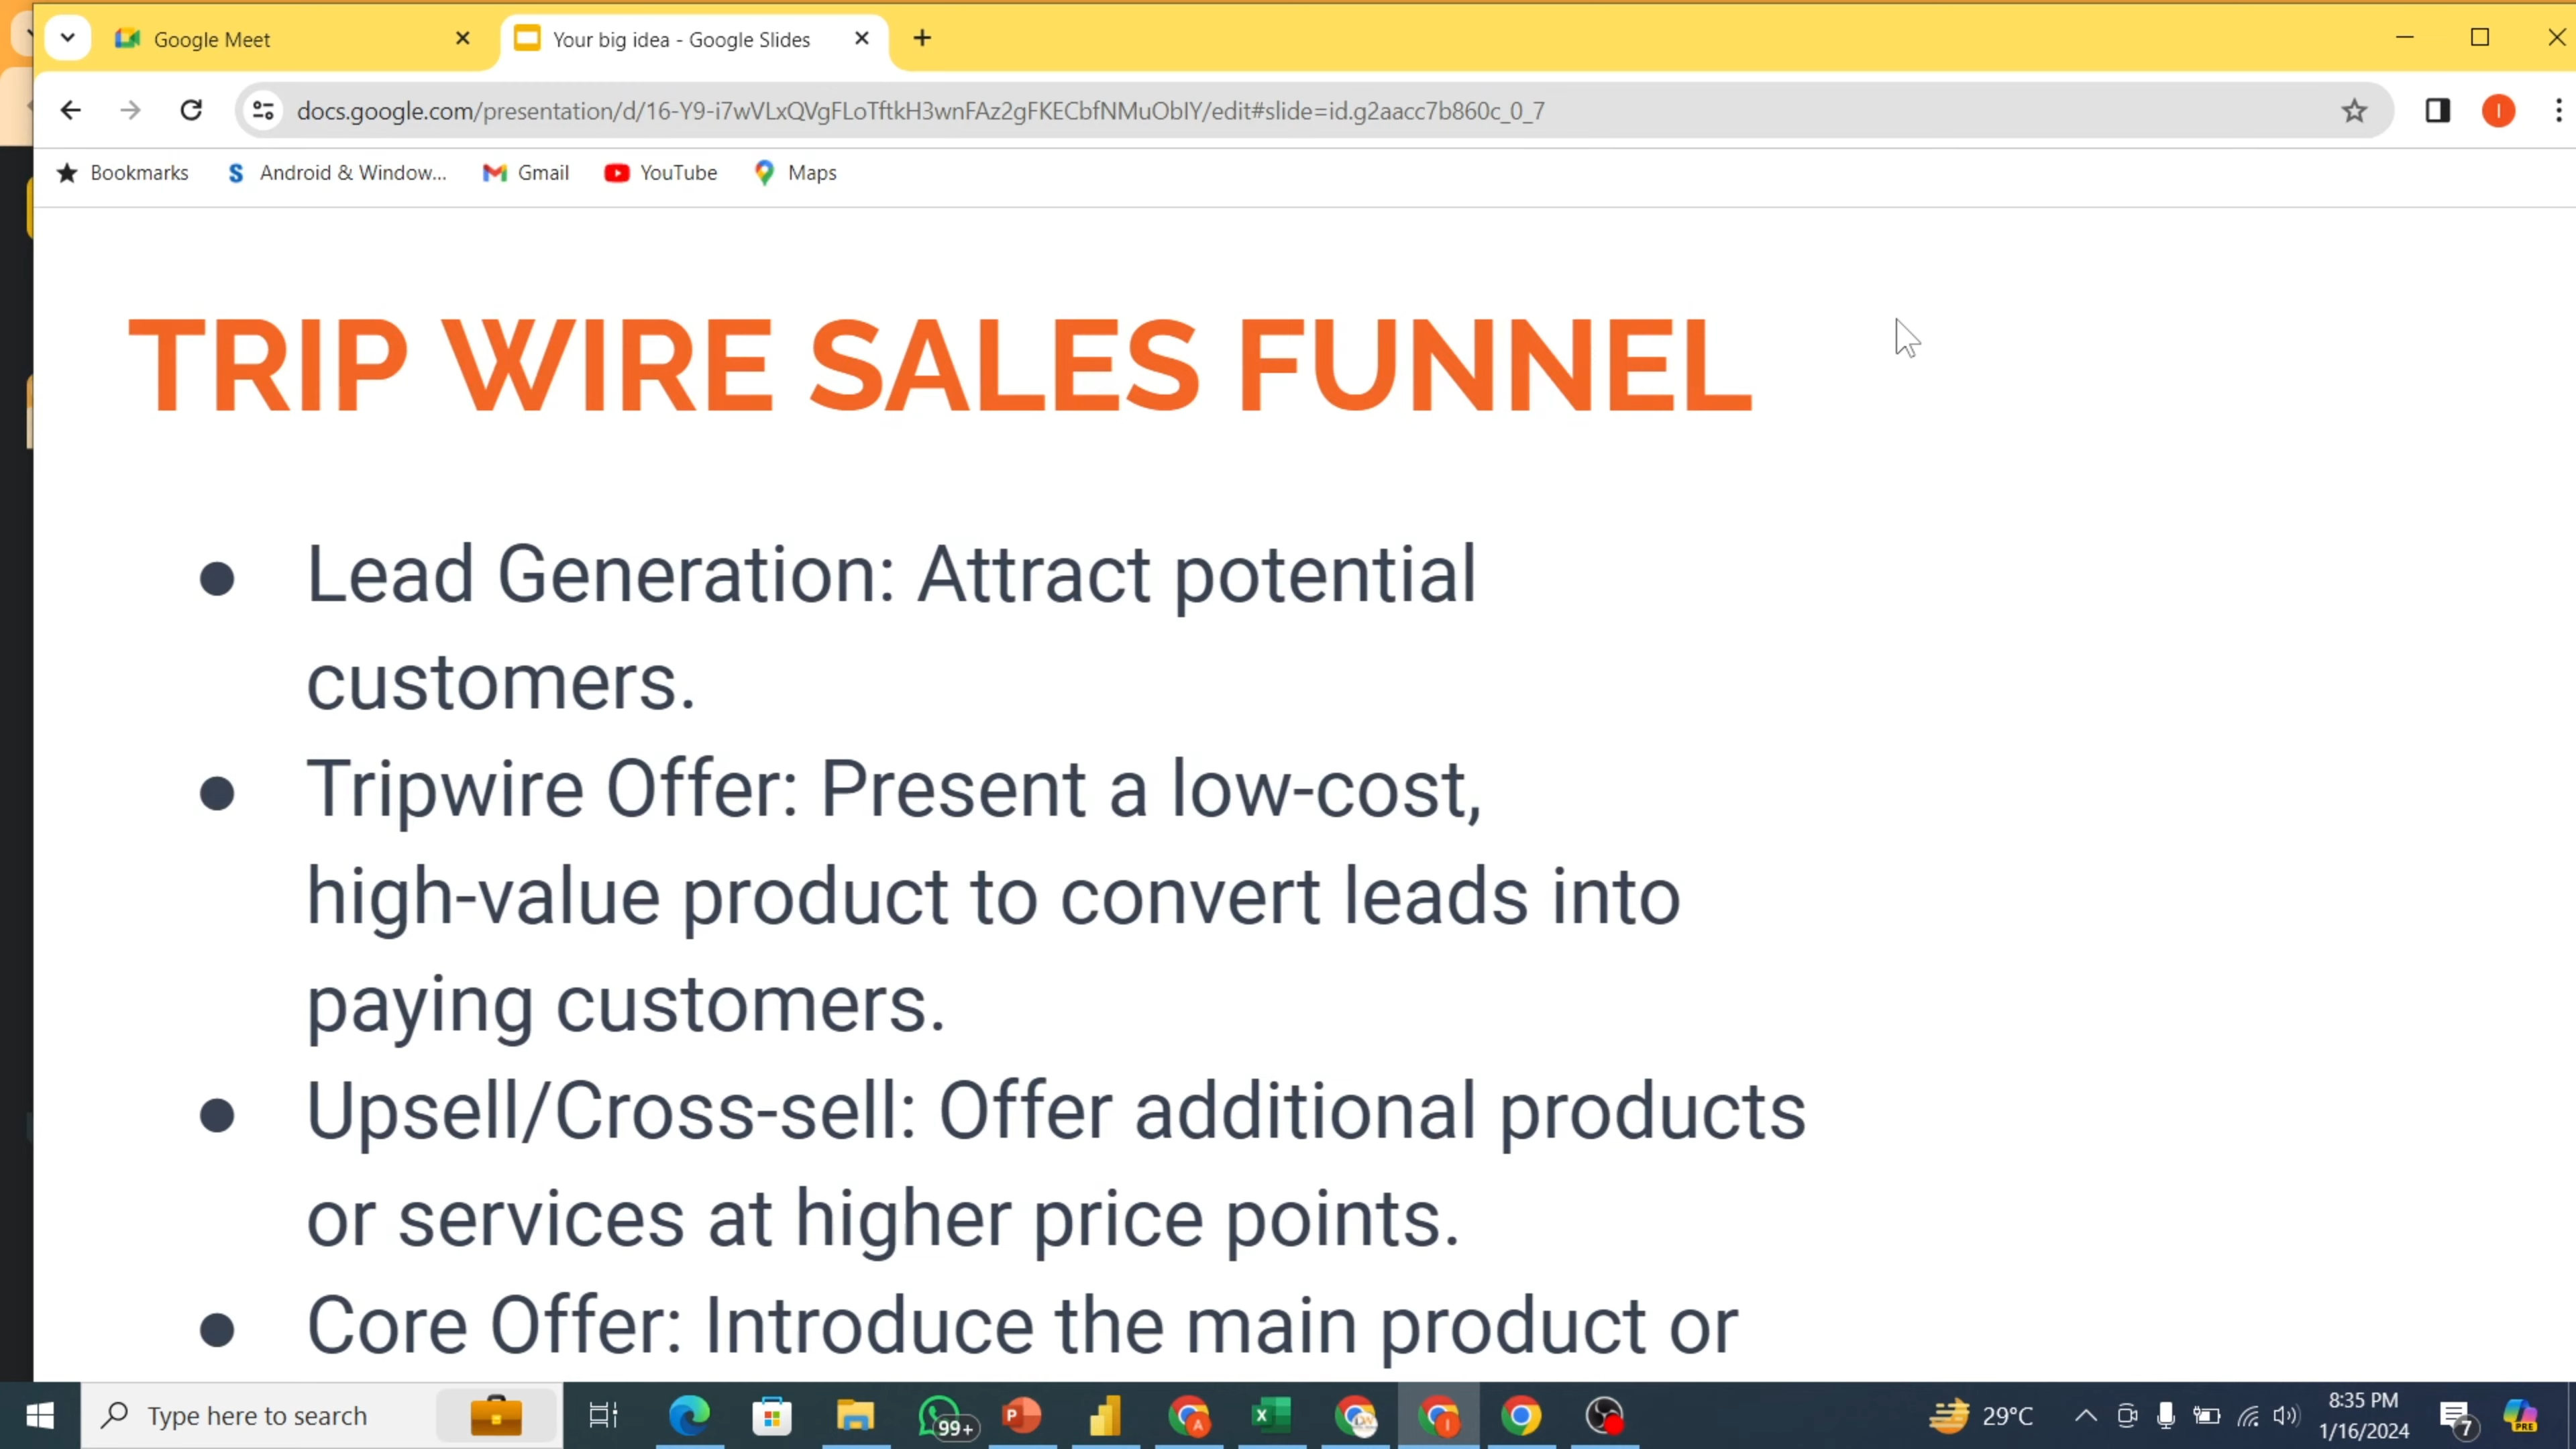 Google Meet
Your big idea - Google Slides
docs.google.com/presentation/d/16-Y9-i7wVLxQVgFLoTftkH3wnFAz2gFKECbfNMuObIY/edit#slide=id.g2aacc7b860c_0_7
I
Bookmarks
S Android & Window...
Gmail
YouTube
Maps
TRIP WIRE SALES FUNNEL
● Lead Generation: Attract potential
customers.
● Tripwire Offer: Present a low-cost,
high-value product to convert leads into
paying customers.
● Upsell/Cross-sell: Offer additional products
or services at higher price points.
● Core Offer: Introduce the main product or
Type here to search
99+
P
A
X
I
29°C
8:35 PM
1/16/2024
7
PRE